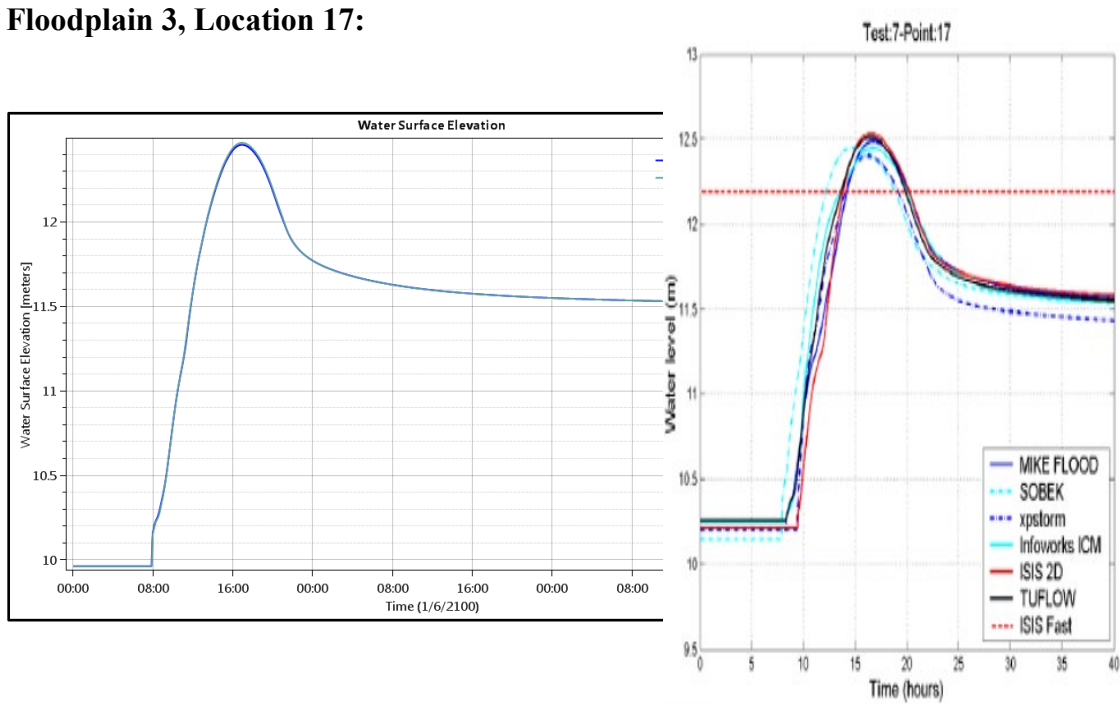 Floodplain 3, Location 17:
Water Surface Elevation
Water Surface Elevation [meters]
12
11.5
11
10.5
10
00:00 08:00 16:00 00:00 08:00 16:00 00:00 08:00
Time (1/6/2100)
Test:7-Point:17
Water level (m)
13
12.5
12
11.5
11
10.5
10
9.5
0 5 10 15 20 25 30 35 40
Time (hours)
MIKE FLOOD
SOBEK
xpstorm
Infoworks ICM
ISIS 2D
TUFLOW
ISIS Fast